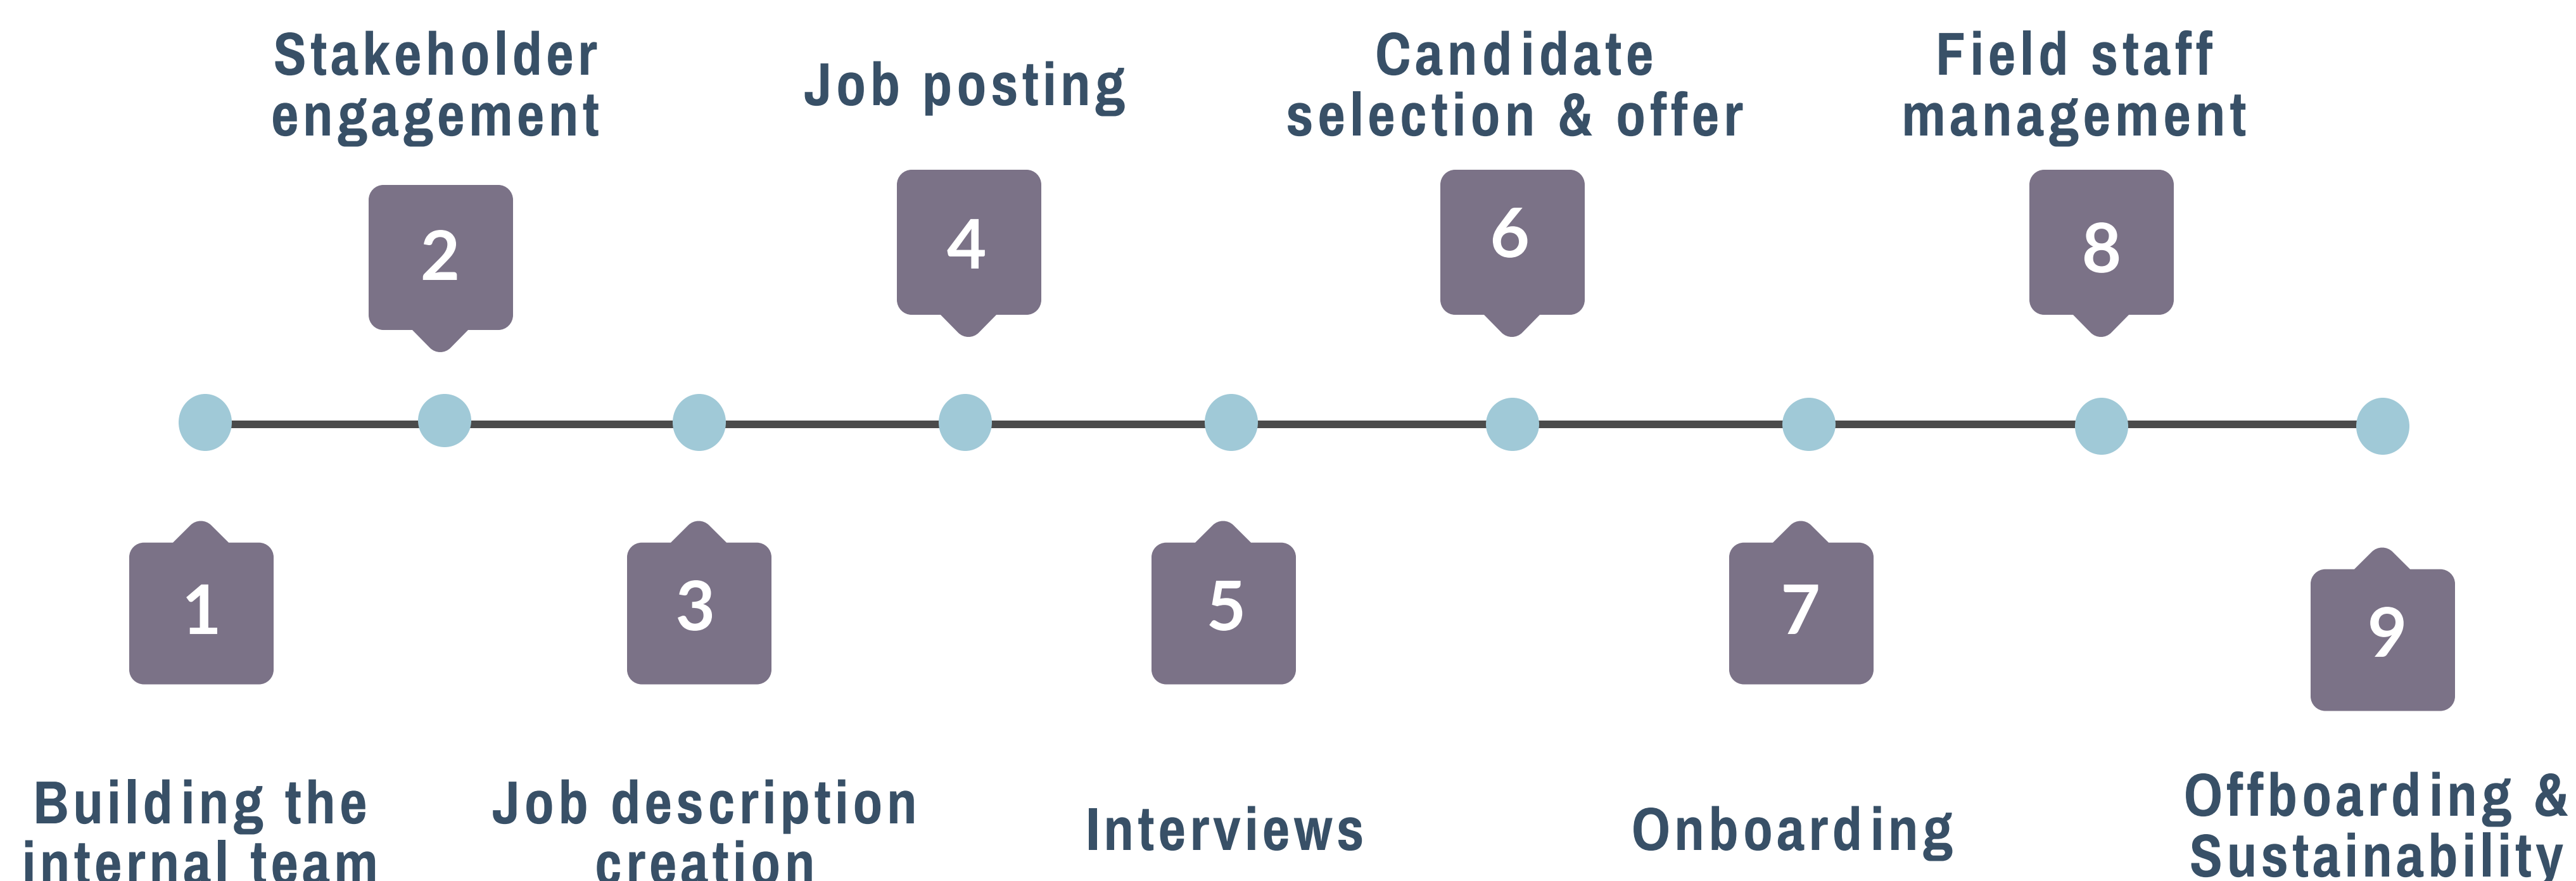 Stakeholder
engagement
Job posting
Candidate
selection & offer
Field staff
management
2
4
6
8
1
3
5
7
9
Building the
internal team
Job description
creation
Interviews
Onboarding
Offboarding &
Sustainability